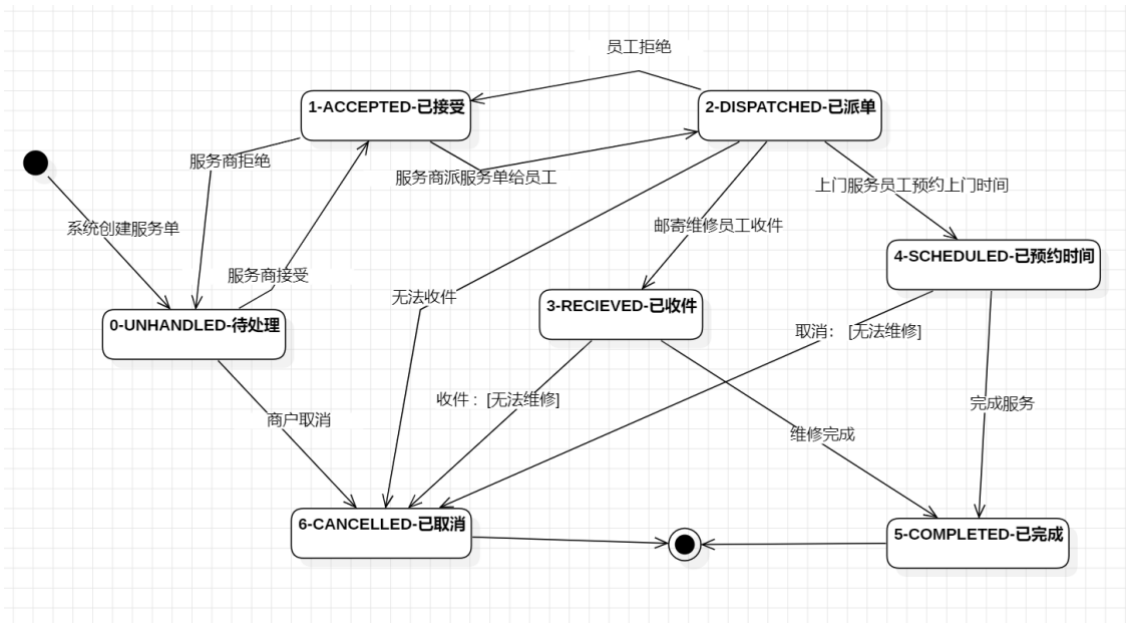 员工拒绝
1-ACCEPTED-已接受
2-DISPATCHED-已派单
服务商拒绝
服务商派服务单给员工
上门服务员工预约上门时间
系统创建服务单
邮寄维修员工收件
4-SCHEDULED-已预约时间
服务商接受
无法收件
3-RECIEVED-已收件
0-UNHANDLED-待处理
取消： [无法维修]
收件： [无法维修]
完成服务
商户取消
维修完成
6-CANCELLED-已取消
5-COMPLETED-已完成